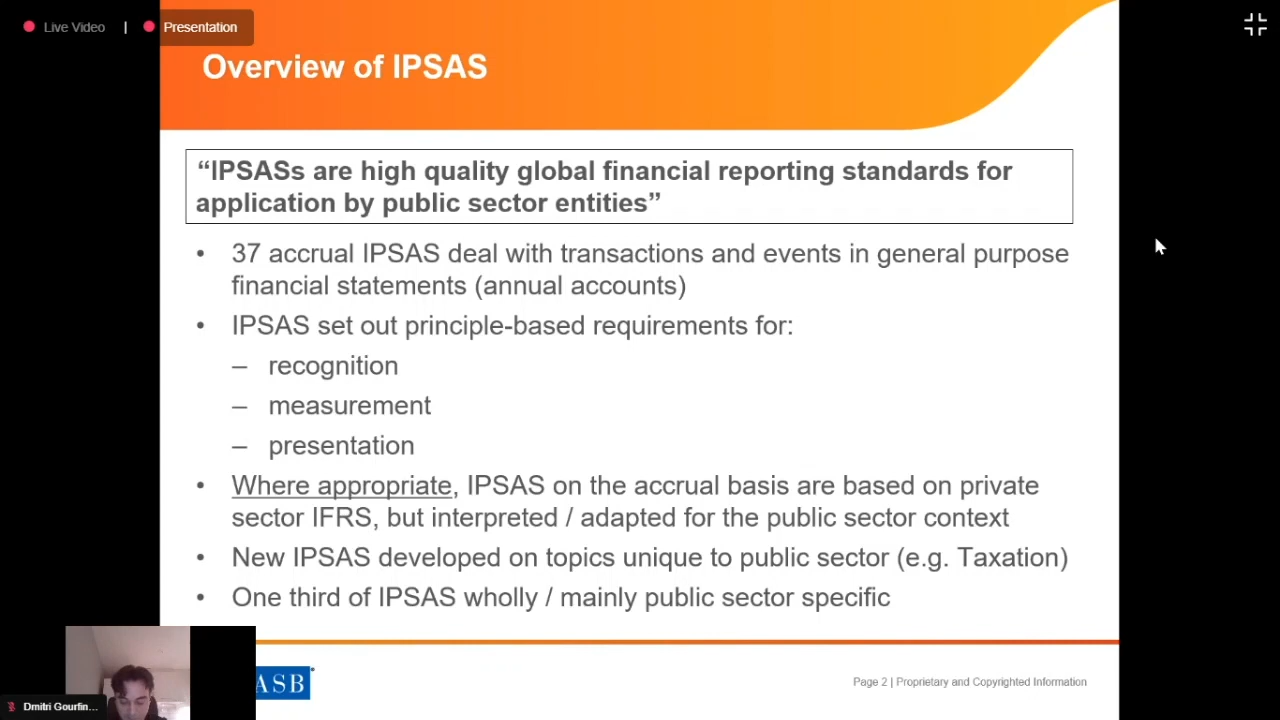 Live Video | Presentation
Overview of IPSAS
“IPSASs are high quality global financial reporting standards for
application by public sector entities”
• 37 accrual IPSAS deal with transactions and events in general purpose
financial statements (annual accounts)
• IPSAS set out principle-based requirements for:
– recognition
– measurement
– presentation
• Where appropriate, IPSAS on the accrual basis are based on private
sector IFRS, but interpreted / adapted for the public sector context
• New IPSAS developed on topics unique to public sector (e.g. Taxation)
• One third of IPSAS wholly / mainly public sector specific
ASB
Page 2 | Proprietary and Copyrighted Information
Dmitri Gourfin...